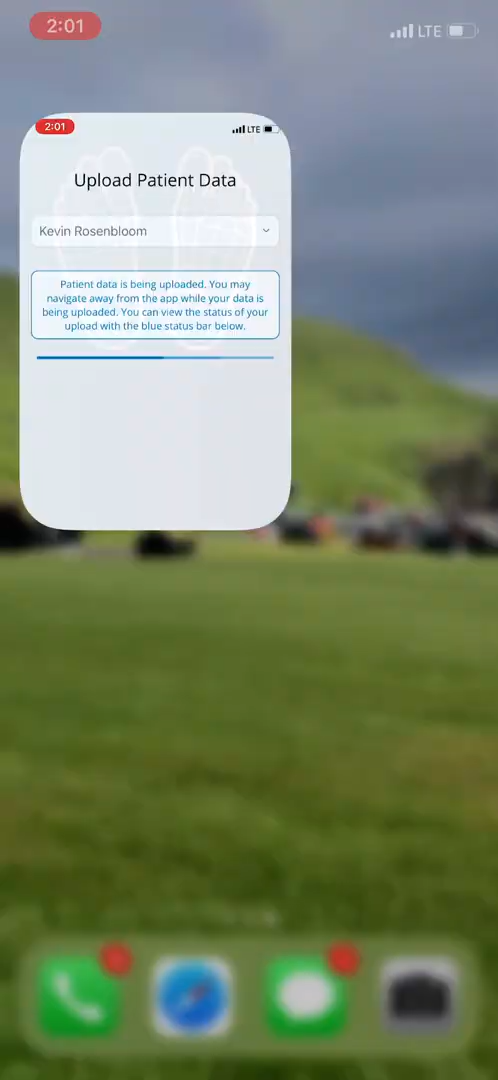 2:01
LTE
2:01
LTE
Upload Patient Data
Kevin Rosenbloom
Patient data is being uploaded. You may
navigate away from the app while your data is
being uploaded. You can view the status of your
upload with the blue status bar below.